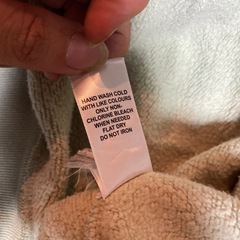 HAND WASH COLD
WITH LIKE COLOURS
ONLY NON-
CHLORINE BLEACH
WHEN NEEDED
FLAT DRY
DO NOT IRON